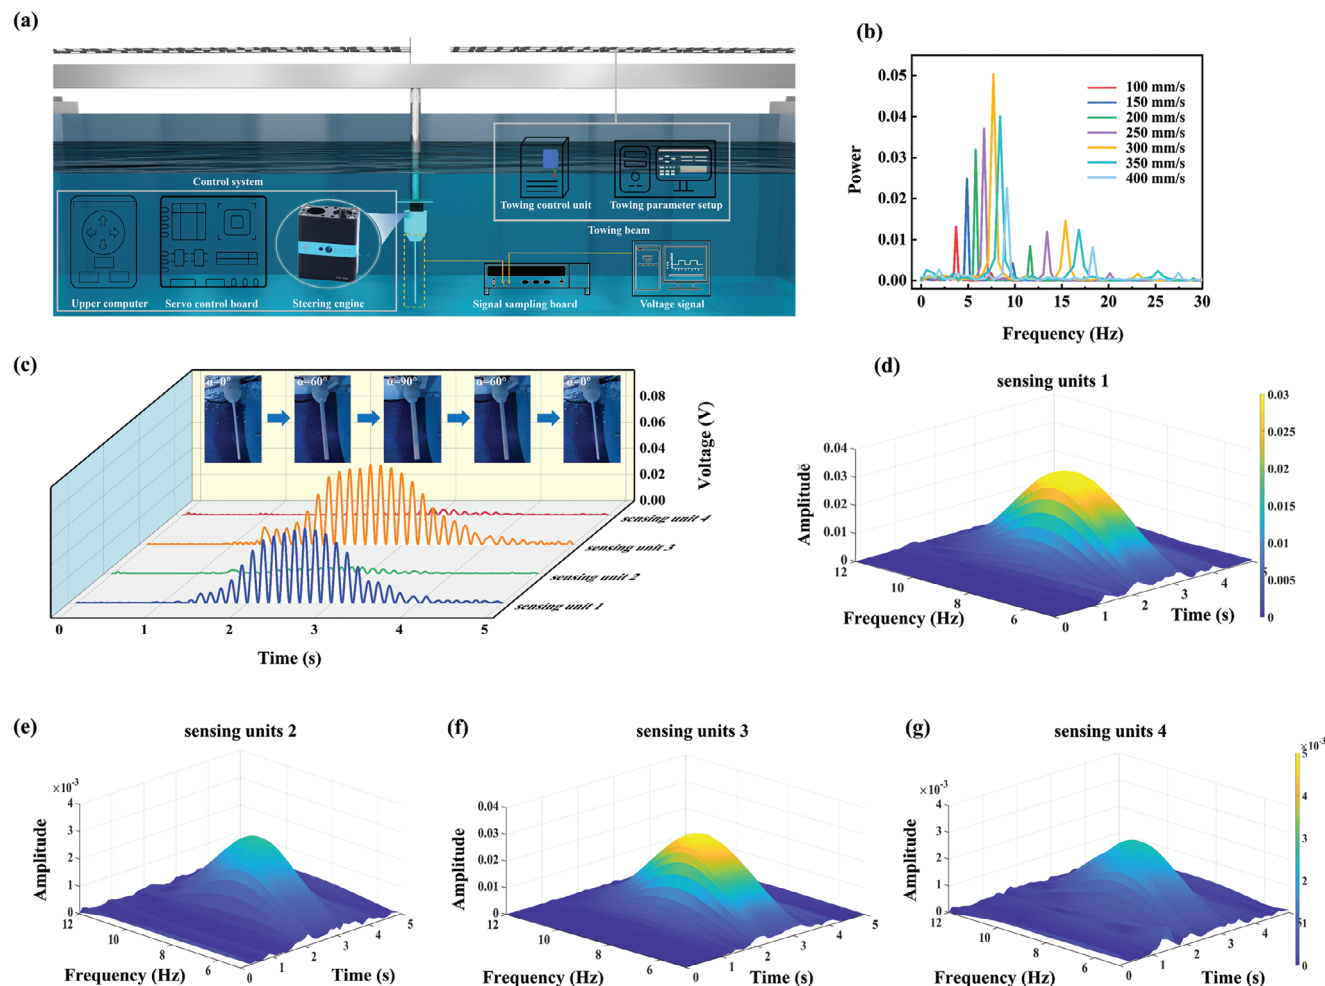 (a)
Control system
Upper computer
Servo control board
Steering engine
Towing control unit
Towing parameter setup
Towing beam
Signal sampling board
Voltage signal
(b)
Power
0.05
0.04
0.03
0.02
0.01
0.00
100 mm/s
150 mm/s
200 mm/s
250 mm/s
300 mm/s
350 mm/s
400 mm/s
0 5 10 15 20 25 30
Frequency (Hz)
(c)
α=0° α=60° α=90° α=60° α=0°
0.08
0.06
0.04
0.02
0.00
Voltage (V)
sensing unit 4
sensing unit 3
sensing unit 2
sensing unit 1
0 1 2 3 4 5
Time (s)
(d)
sensing units 1
Amplitude
0.04
0.03
0.02
0.01
0
12 10 8 6
Frequency (Hz)
0 1 2 3 4 5
Time (s)
0.03
0.025
0.02
0.015
0.01
0.005
0
(e)
sensing units 2
×10⁻³
Amplitude
4
3
2
1
0
12 10 8 6
Frequency (Hz)
0 1 2 3 4 5
Time (s)
(f)
sensing units 3
Amplitude
0.04
0.03
0.02
0.01
0
12 10 8 6
Frequency (Hz)
0 1 2 3 4 5
Time (s)
(g)
sensing units 4
×10⁻³
Amplitude
4
3
2
1
0
12 10 8 6
Frequency (Hz)
0 1 2 3 4 5
Time (s)
×10⁻³
5
4
3
2
1
0